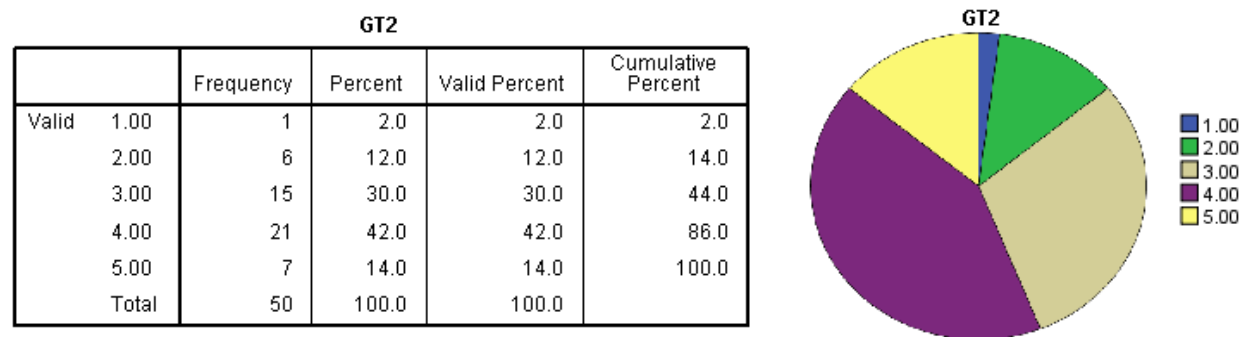 GT2
Frequency Percent Valid Percent Cumulative Percent
Valid 1.00 1 2.0 2.0 2.0
2.00 6 12.0 12.0 14.0
3.00 15 30.0 30.0 44.0
4.00 21 42.0 42.0 86.0
5.00 7 14.0 14.0 100.0
Total 50 100.0 100.0
GT2
1.00
2.00
3.00
4.00
5.00